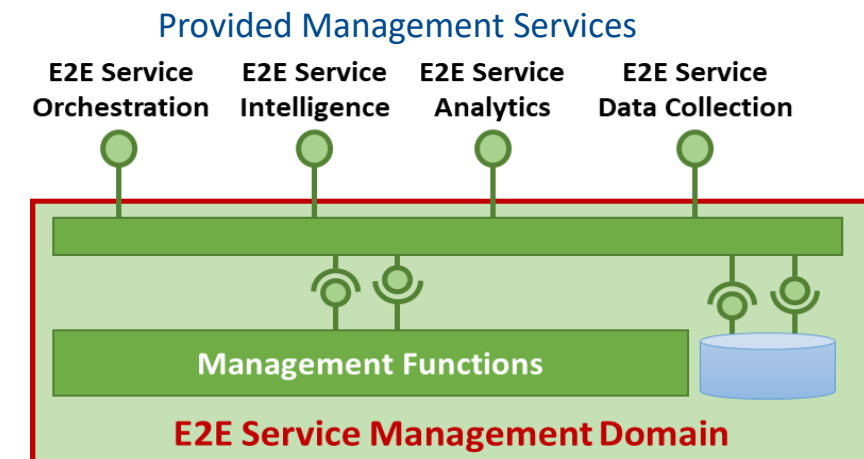 Provided Management Services
E2E Service Orchestration
E2E Service Intelligence
E2E Service Analytics
E2E Service Data Collection
Management Functions
E2E Service Management Domain